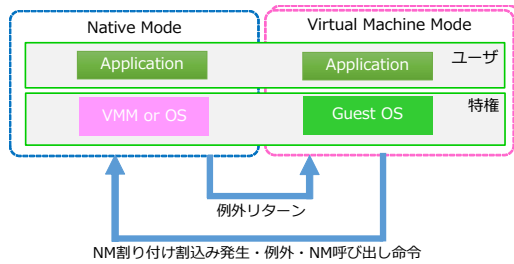 Native Mode
Virtual Machine Mode
ユーザ
Application
Application
特権
VMM or OS
Guest OS
例外リターン
NM割り付け割込み発生・例外・NM呼び出し命令